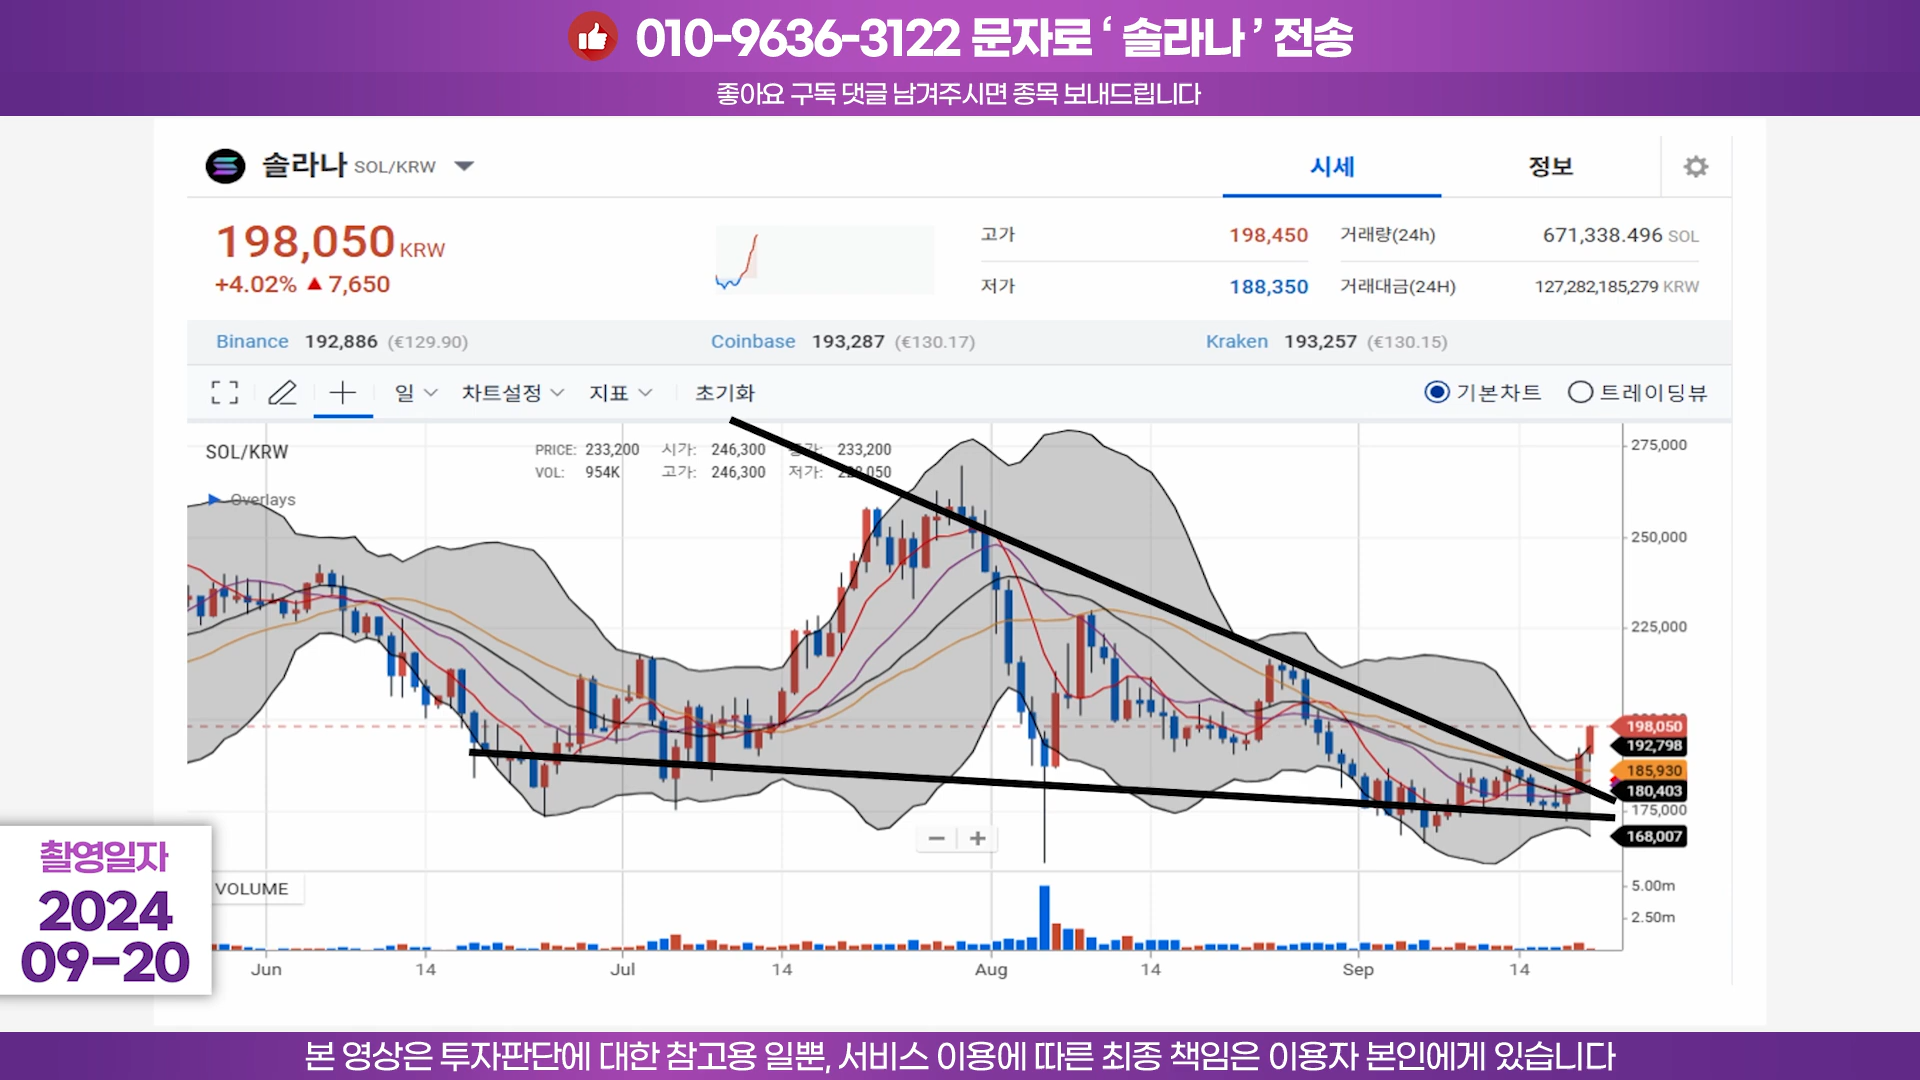 010-9636-3122 문자로 ‘ 솔라나 ’ 전송
좋아요 구독 댓글 남겨주시면 종목 보내드립니다
솔라나 SOL/KRW
시세
정보
198,050 KRW
+4.02% ▲ 7,650
고가 198,450
거래량(24h) 671,338.496 SOL
저가 188,350
거래대금(24H) 127,282,185,279 KRW
Binance 192,886 (€129.90)
Coinbase 193,287 (€130.17)
Kraken 193,257 (€130.15)
일
차트설정
지표
초기화
기본차트
트레이딩뷰
SOL/KRW
PRICE: 233,200 시가: 246,300 233,200
VOL: 954K 고가: 246,300 저가:
Overlays
275,000
250,000
225,000
198,050
192,798
185,930
180,403
175,000
168,007
VOLUME
5.00m
2.50m
Jun 14 Jul 14 Aug 14 Sep 14
촬영일자
2024
09-20
본 영상은 투자판단에 대한 참고용 일뿐, 서비스 이용에 따른 최종 책임은 이용자 본인에게 있습니다